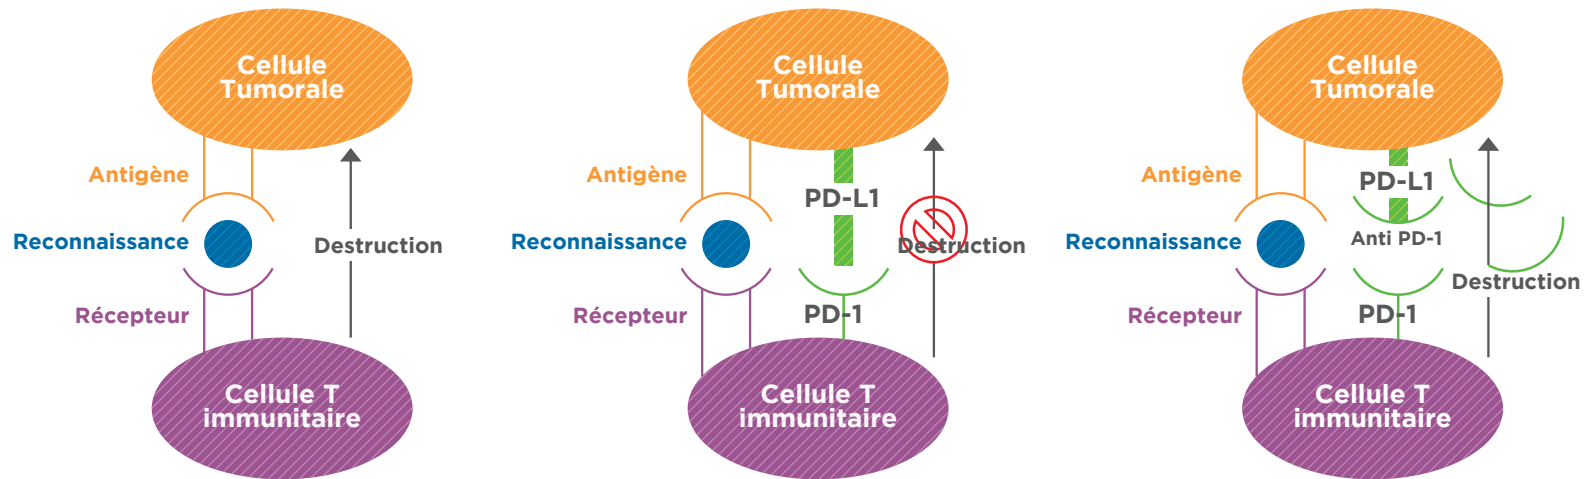 Cellule
Tumorale
Antigène
Reconnaissance
Destruction
Récepteur
Cellule T
immunitaire
Cellule
Tumorale
Antigène
PD-L1
Reconnaissance
Destruction
Récepteur
PD-1
Cellule T
immunitaire
Cellule
Tumorale
Antigène
PD-L1
Reconnaissance
Anti PD-1
Destruction
Récepteur
PD-1
Cellule T
immunitaire